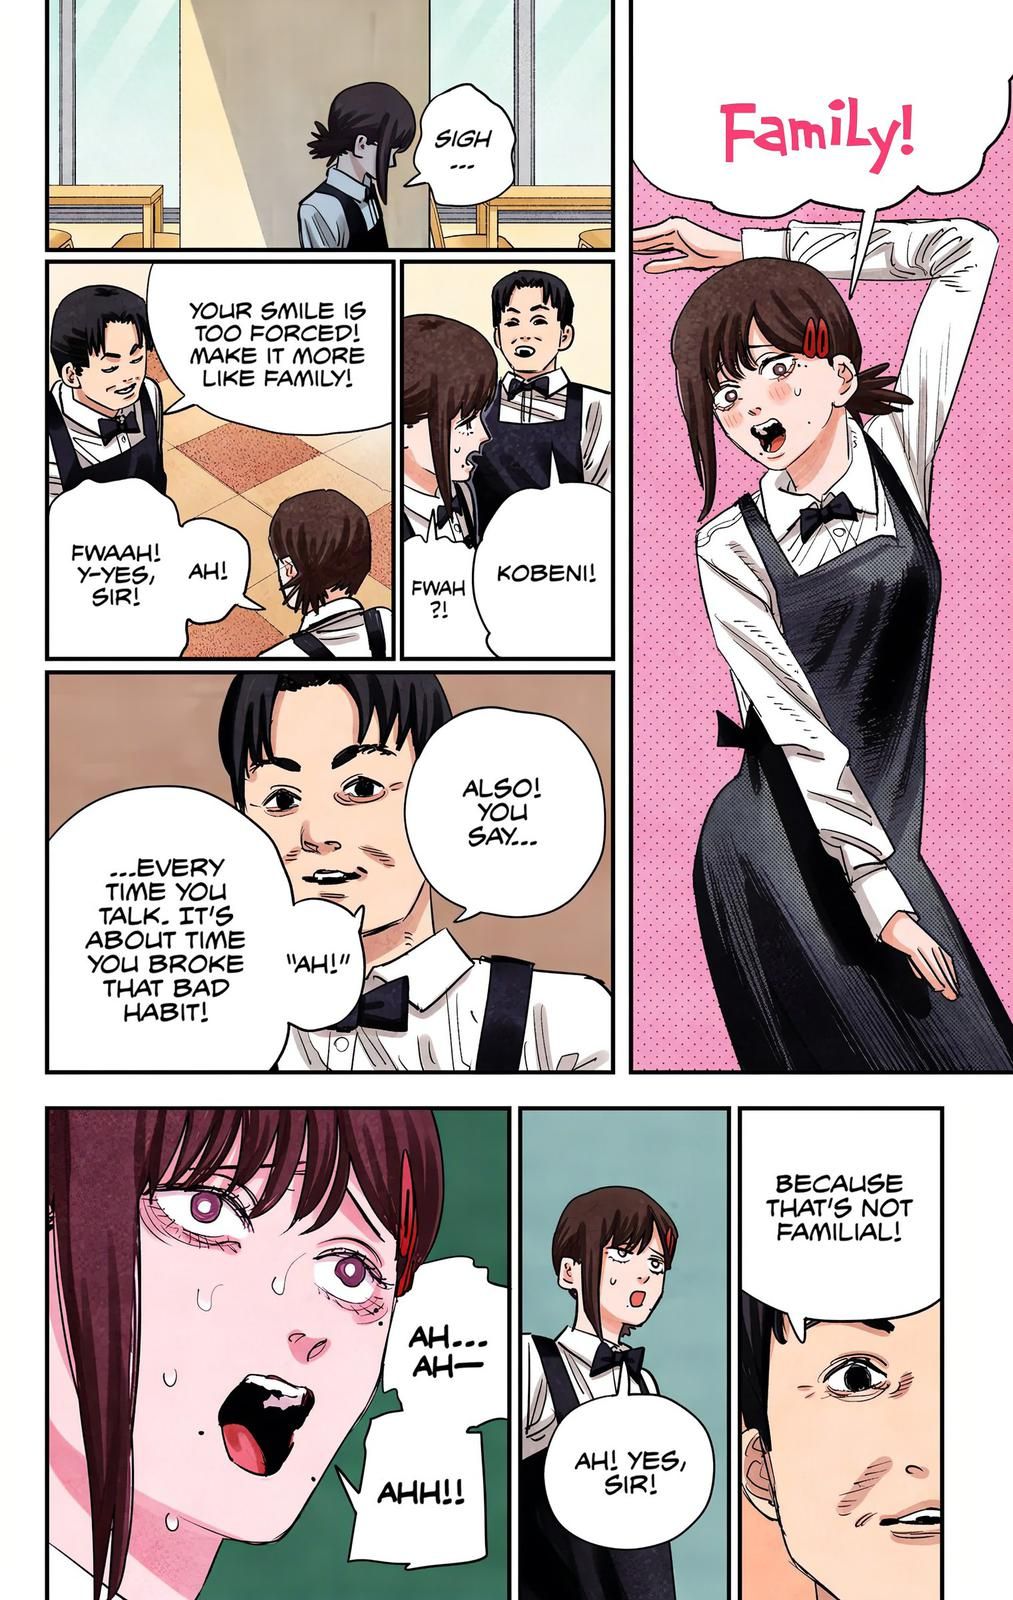 Family!
SIGH
...
KOBENI!
FWAH
?!
YOUR SMILE IS
TOO FORCED!
MAKE IT MORE
LIKE FAMILY!
AH!
FWAAH!
Y-YES,
SIR!
ALSO!
YOU
SAY...
"AH!"
...EVERY
TIME YOU
TALK. IT'S
ABOUT TIME
YOU BROKE
THAT BAD
HABIT!
BECAUSE
THAT'S NOT
FAMILIAL!
AH! YES,
SIR!
AH...
AH—
AHH!!